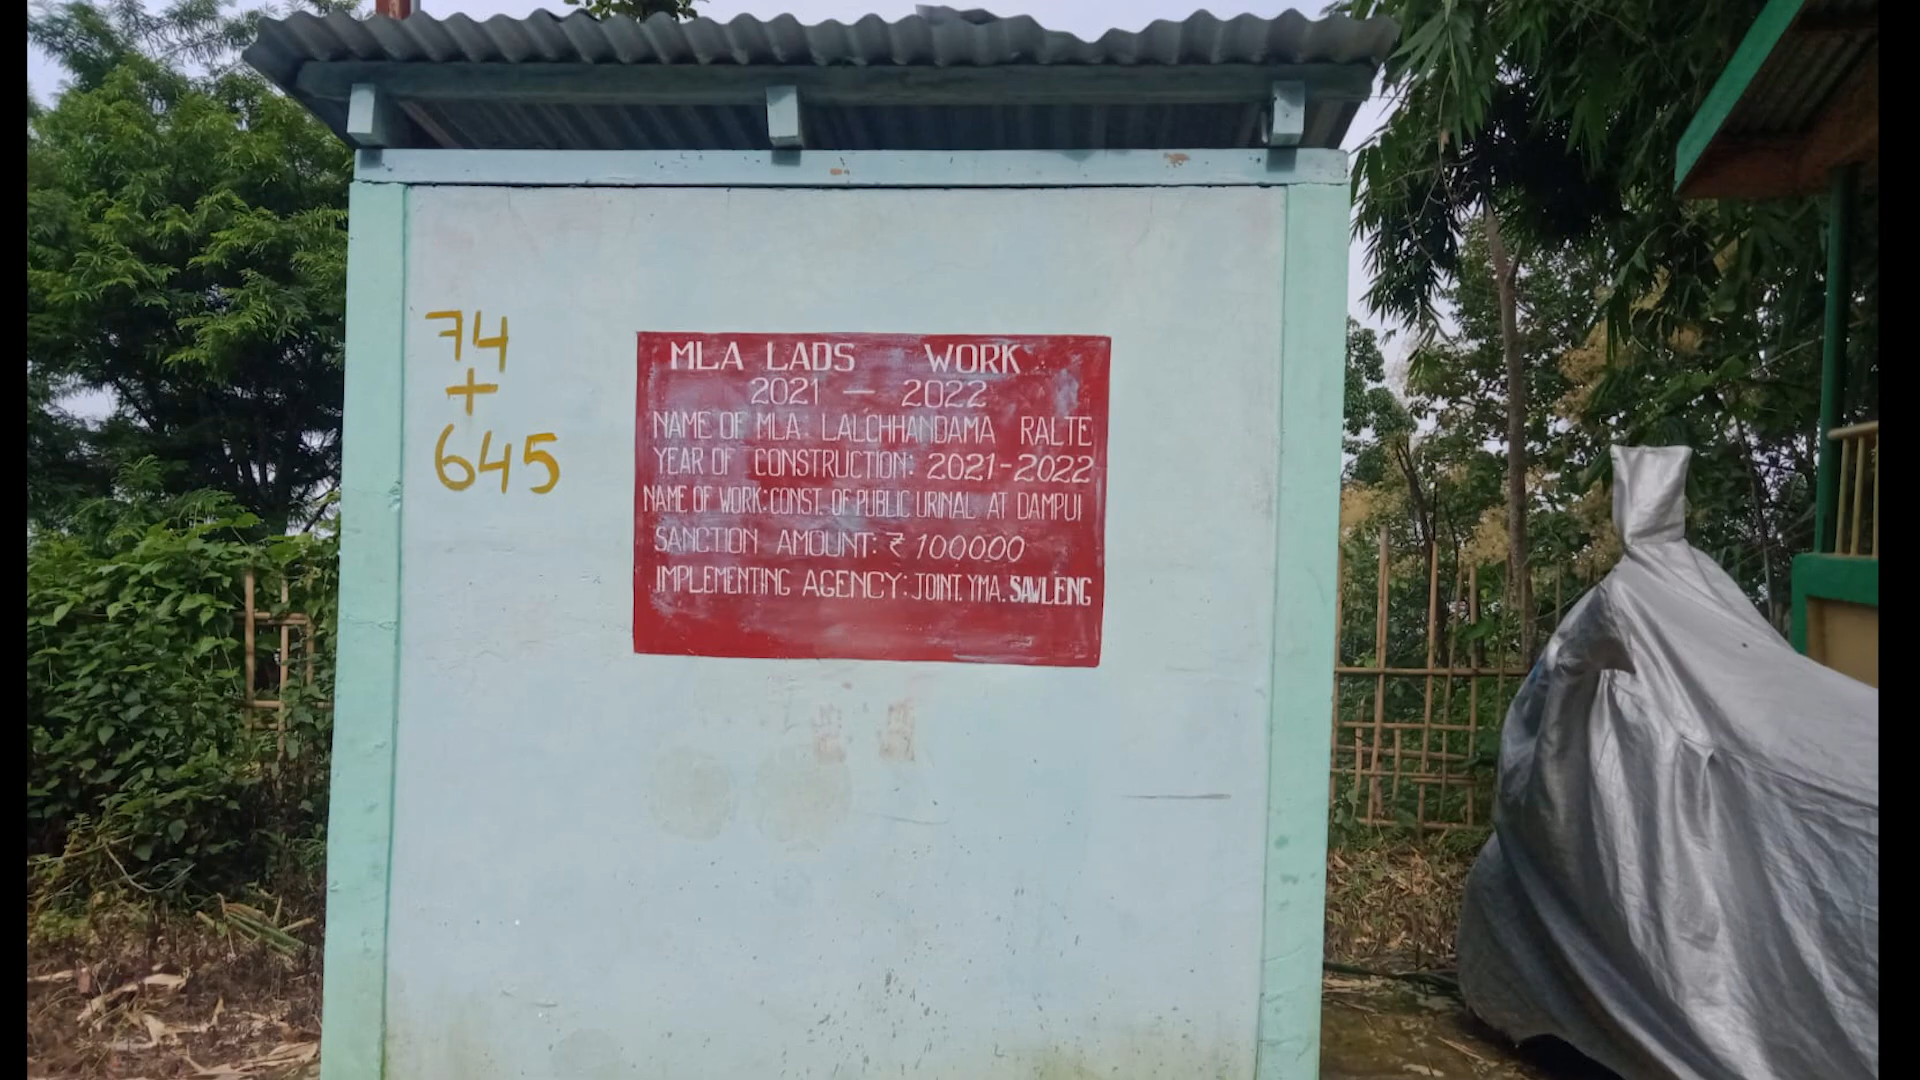 74
+
645
MLA LADS WORK
2021 — 2022
NAME OF MLA: LALCHHANDAMA RALTE
YEAR OF CONSTRUCTION: 2021-2022
NAME OF WORK: CONST. OF PUBLIC URINAL AT DAMPUI
SANCTION AMOUNT: ₹ 100000
IMPLEMENTING AGENCY: JOINT. YMA. SAWLENG